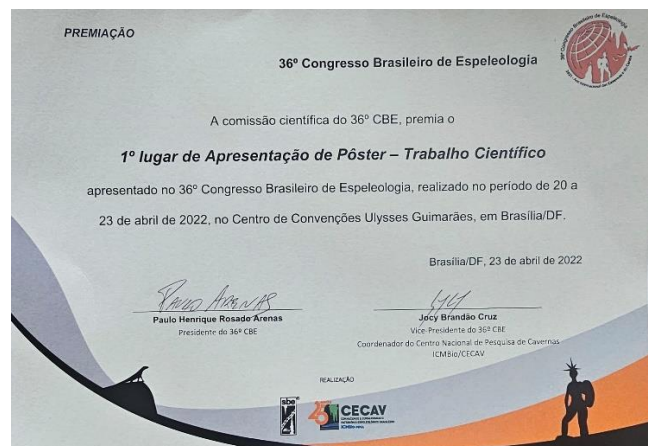 PREMIAÇÃO
36º Congresso Brasileiro de Espeleologia
A comissão científica do 36º CBE, premia o
1º lugar de Apresentação de Pôster – Trabalho Científico
apresentado no 36º Congresso Brasileiro de Espeleologia, realizado no período de 20 a
23 de abril de 2022, no Centro de Convenções Ulysses Guimarães, em Brasília/DF.
Brasília/DF, 23 de abril de 2022
PAULO ARENAS
Paulo Henrique Rosado Arenas
Presidente do 36º CBE
Jocy Brandão Cruz
Vice-Presidente do 36º CBE
Coordenador do Centro Nacional de Pesquisa de Cavernas
ICMBio/CECAV
REALIZAÇÃO
sbe
25 CECAV